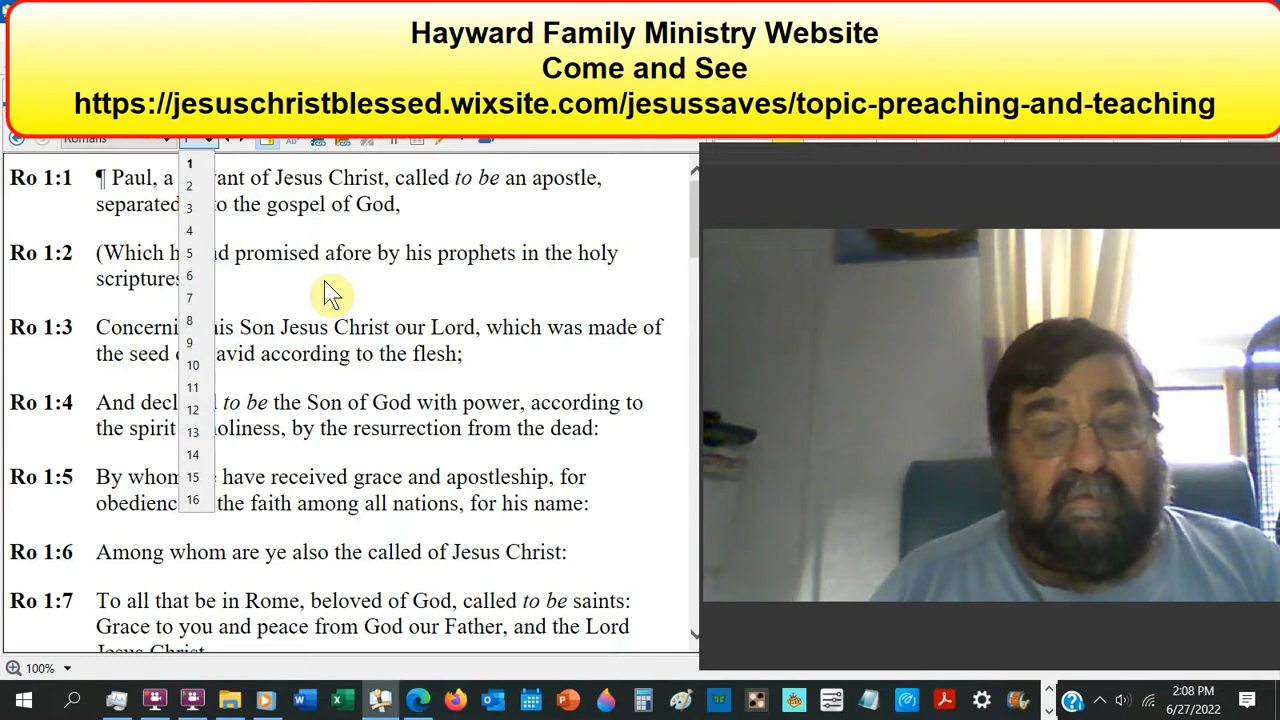 Hayward Family Ministry Website
Come and See
https://jesuschristblessed.wixsite.com/jesussaves/topic-preaching-and-teaching
Romans
1
2
3
4
5
6
7
8
9
10
11
12
13
14
15
16
Ro 1:1 ¶ Paul, a vant of Jesus Christ, called to be an apostle,
separated to the gospel of God,
Ro 1:2 (Which h d promised afore by his prophets in the holy
scriptures
Ro 1:3 Concerni is Son Jesus Christ our Lord, which was made of
the seed avid according to the flesh;
Ro 1:4 And decl to be the Son of God with power, according to
the spirit oliness, by the resurrection from the dead:
Ro 1:5 By whom have received grace and apostleship, for
obedienc the faith among all nations, for his name:
Ro 1:6 Among whom are ye also the called of Jesus Christ:
Ro 1:7 To all that be in Rome, beloved of God, called to be saints:
Grace to you and peace from God our Father, and the Lord
Jesus Christ
100%
2:08 PM
6/27/2022